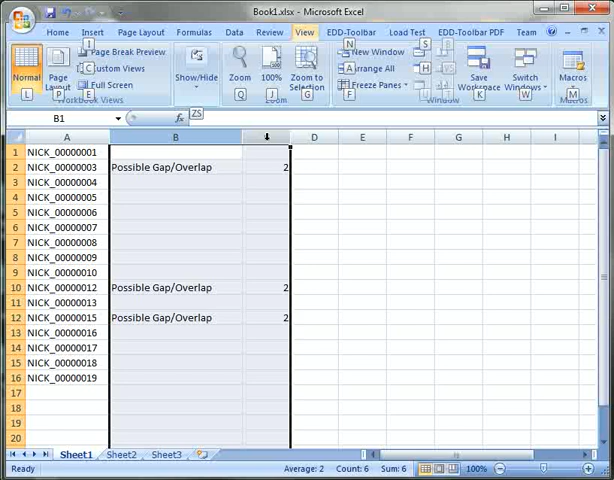 Book1.xlsx - Microsoft Excel
Home Insert Page Layout Formulas Data Review View EDD-Toolbar Load Test EDD-Toolbar PDF Team
Normal
Page Layout
Page Break Preview
Custom Views
Full Screen
Show/Hide
Zoom
100%
Zoom to Selection
New Window
Arrange All
Freeze Panes
Save Workspace
Switch Windows
Macros
L P I C E ZS Q J G N A F S K W M
Workbook Views Zoom Window Macros
B1
fx
A B C D E F G H I
1 NICK_00000001
2 NICK_00000003 Possible Gap/Overlap 2
3 NICK_00000004
4 NICK_00000005
5 NICK_00000006
6 NICK_00000007
7 NICK_00000008
8 NICK_00000009
9 NICK_00000010
10 NICK_00000012 Possible Gap/Overlap 2
11 NICK_00000013
12 NICK_00000015 Possible Gap/Overlap 2
13 NICK_00000016
14 NICK_00000017
15 NICK_00000018
16 NICK_00000019
17
18
19
20
Sheet1 Sheet2 Sheet3
Ready Average: 2 Count: 6 Sum: 6 100%